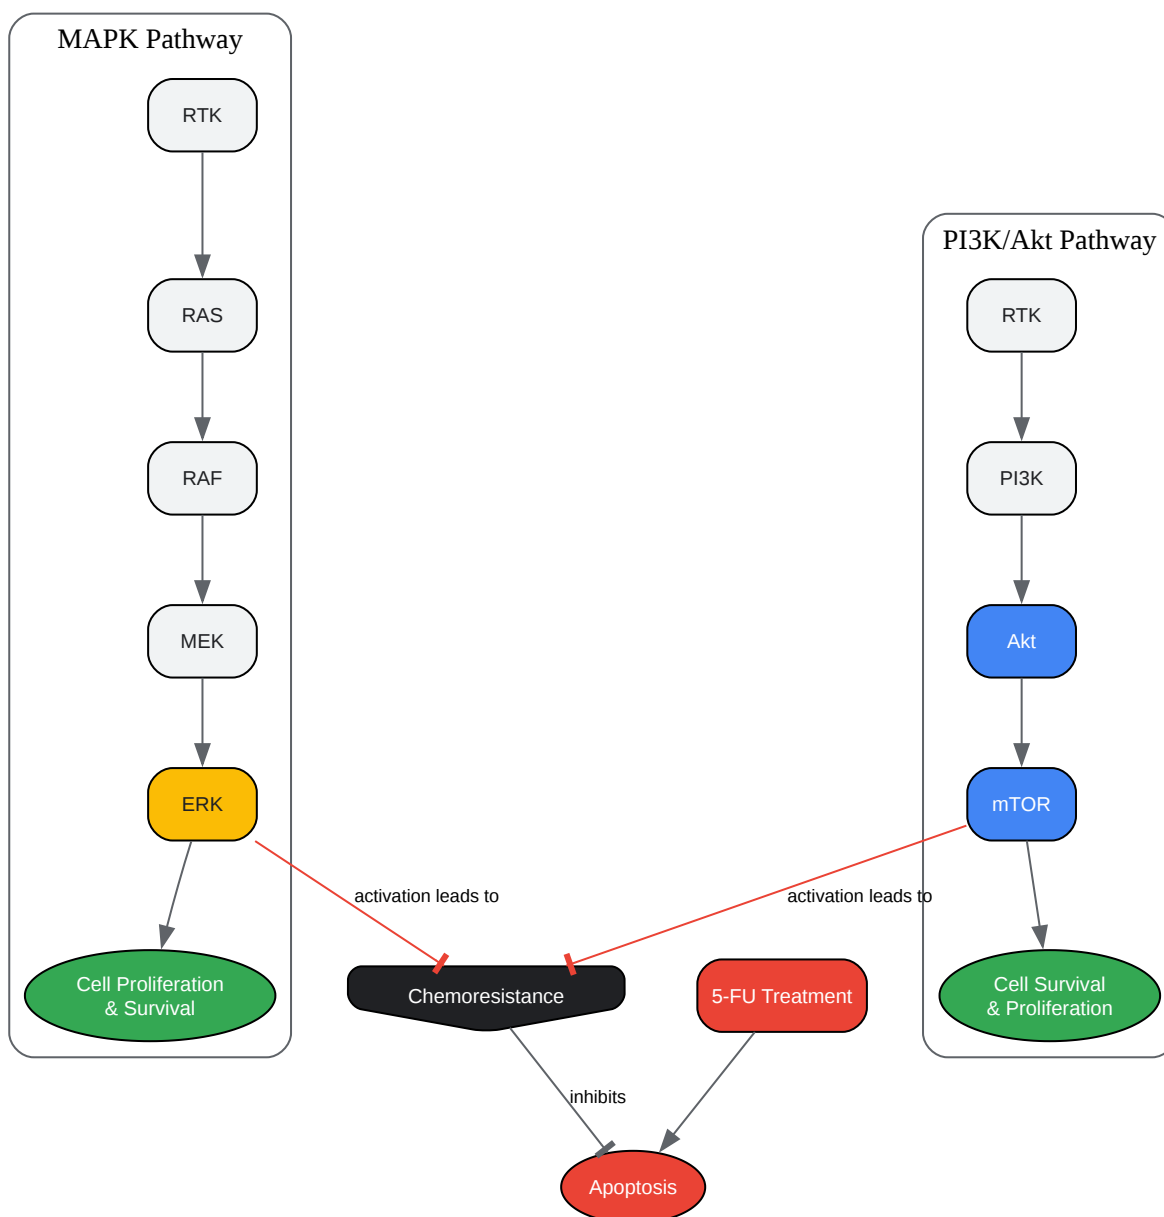 MAPK Pathway
RTK
RAS
RAF
MEK
ERK
Cell Proliferation
& Survival
PI3K/Akt Pathway
RTK
PI3K
Akt
mTOR
Cell Survival
& Proliferation
activation leads to
activation leads to
Chemoresistance
5-FU Treatment
inhibits
Apoptosis